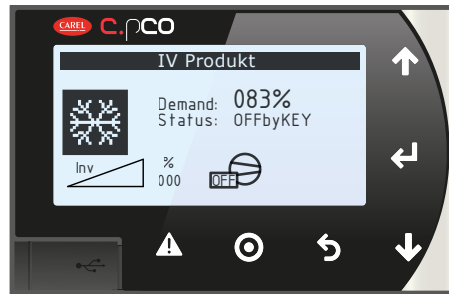 CAREL c.pCO
IV Produkt
Demand: 083%
Status: OFFbyKEY
Inv % 000
OFF